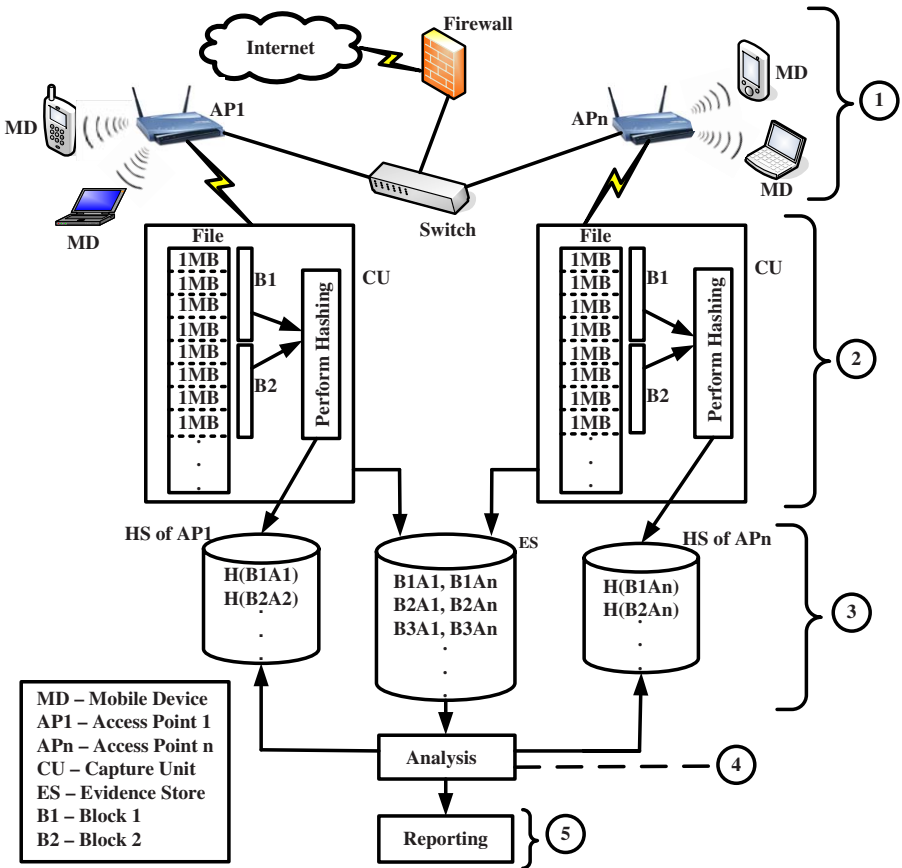 Firewall
Internet
MD
AP1
APn
MD
MD
MD
Switch
1
File
1MB
1MB
1MB
1MB
1MB
1MB
1MB
1MB
.
.
.
B1
B2
Perform Hashing
CU
File
1MB
1MB
1MB
1MB
1MB
1MB
1MB
1MB
.
.
.
B1
B2
Perform Hashing
CU
2
HS of AP1
H(B1A1)
H(B2A2)
.
.
.
ES
B1A1, B1An
B2A1, B2An
B3A1, B3An
.
.
.
HS of APn
H(B1An)
H(B2An)
.
.
.
3
MD – Mobile Device
AP1 – Access Point 1
APn – Access Point n
CU – Capture Unit
ES – Evidence Store
B1 – Block 1
B2 – Block 2
Analysis
4
Reporting
5